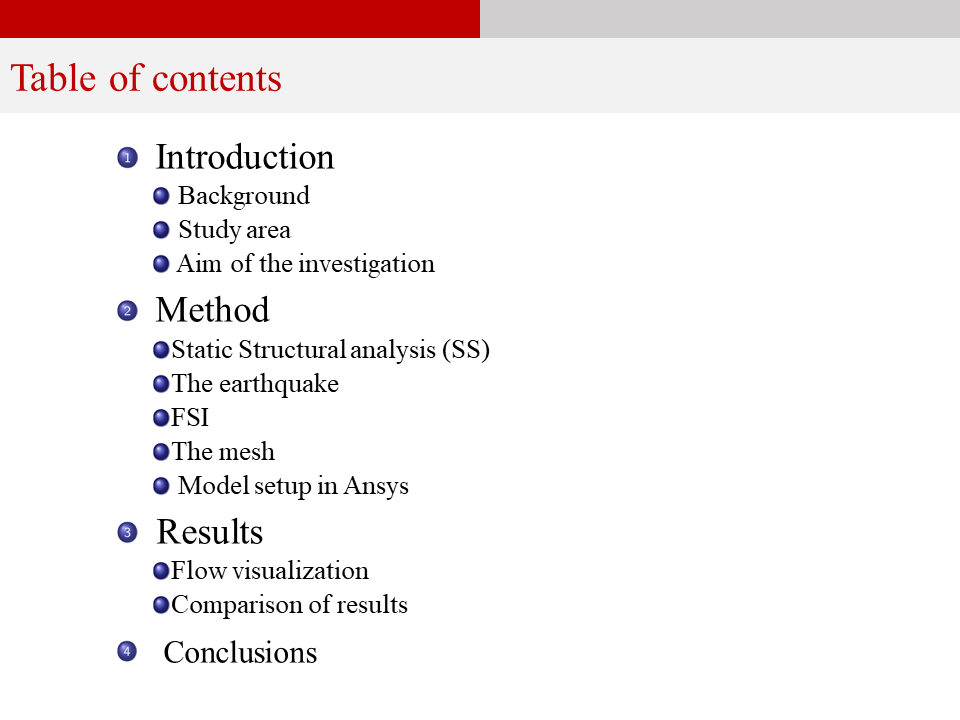 Table of contents
1 Introduction
Background
Study area
Aim of the investigation
2 Method
Static Structural analysis (SS)
The earthquake
FSI
The mesh
Model setup in Ansys
3 Results
Flow visualization
Comparison of results
4 Conclusions